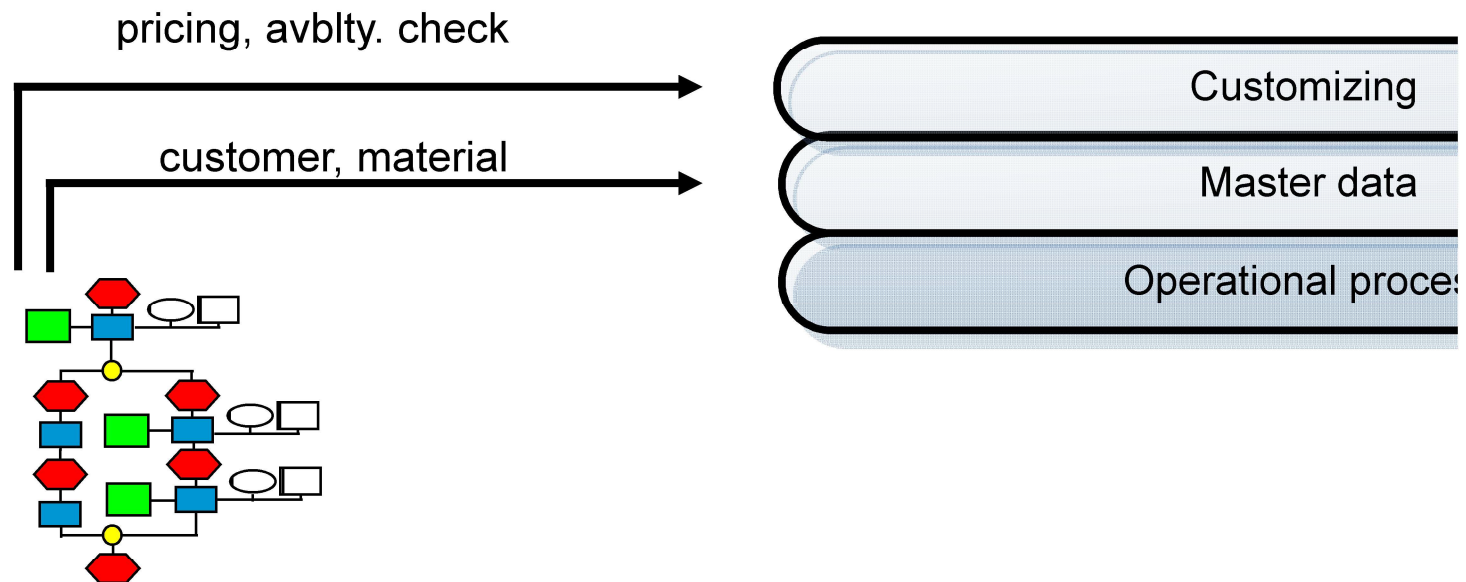 pricing, avblty. check
Customizing
customer, material
Master data
Operational proces